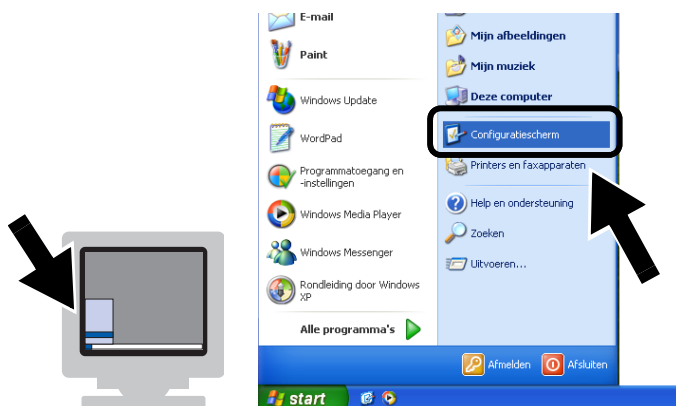 E-mail
Paint
Windows Update
WordPad
Programmatoegang en
-instellingen
Windows Media Player
Windows Messenger
Rondleiding door Windows
XP
Alle programma's
Mijn afbeeldingen
Mijn muziek
Deze computer
Configuratiescherm
Printers en faxapparaten
Help en ondersteuning
Zoeken
Uitvoeren...
Afmelden
Afsluiten
start